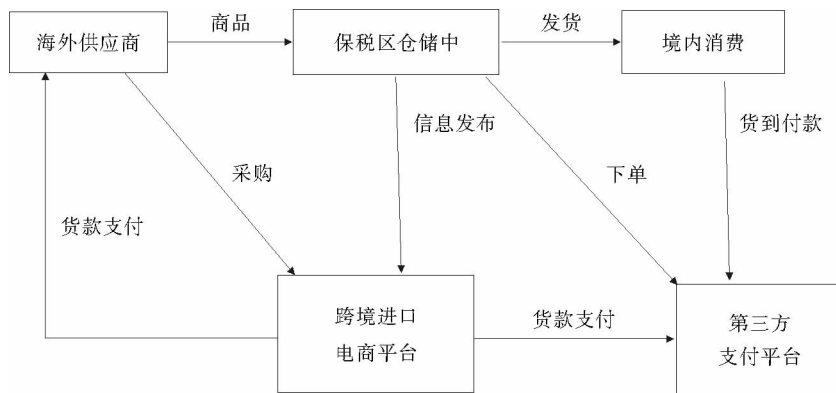 海外供应商
商品
保税区仓储中
发货
境内消费
信息发布
货到付款
采购
下单
货款支付
跨境进口
电商平台
货款支付
第三方
支付平台